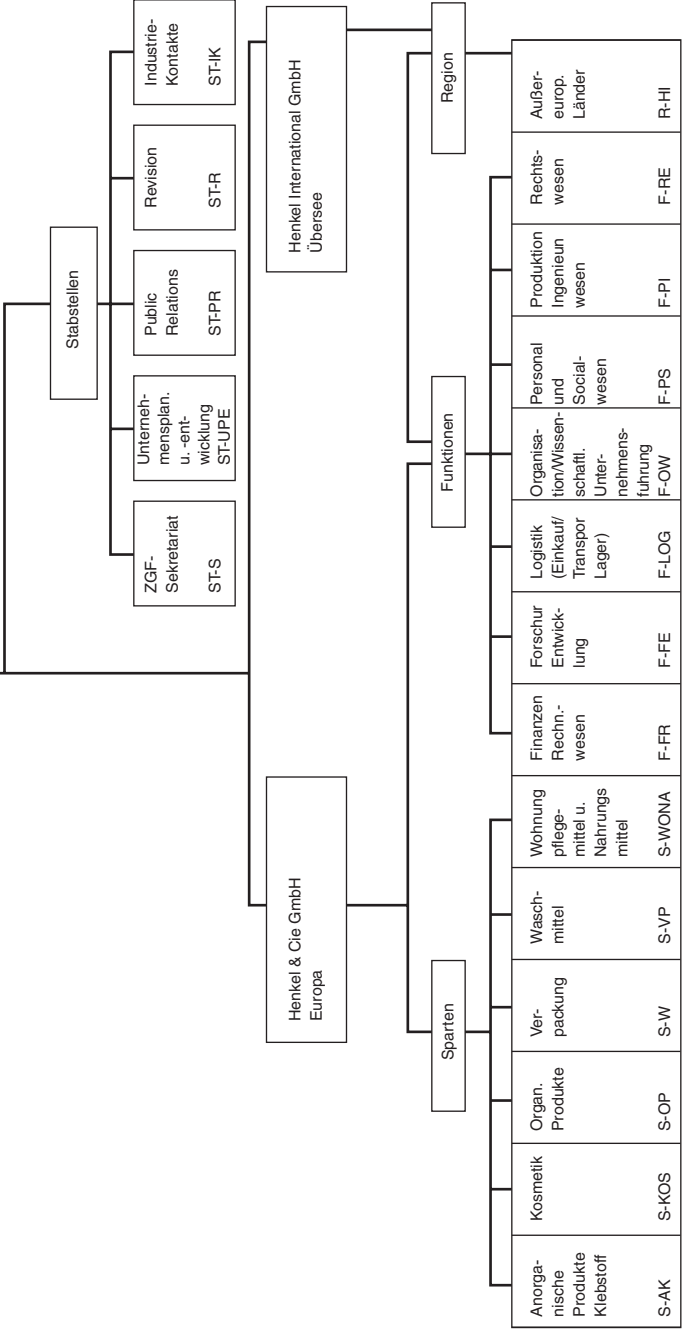 Stabstellen
ZGF-
Sekretariat
ST-S
Unterneh-
mensplan.
u. -ent-
wicklung
ST-UPE
Public
Relations
ST-PR
Revision
ST-R
Industrie-
Kontakte
ST-IK
Henkel & Cie GmbH
Europa
Henkel International GmbH
Übersee
Sparten
Funktionen
Region
Anorga-
nische
Produkte
Klebstoff
S-AK
Kosmetik
S-KOS
Organ.
Produkte
S-OP
Ver-
packung
S-W
Wasch-
mittel
S-VP
Wohnung
pflege-
mittel u.
Nahrungs
mittel
S-WONA
Finanzen
Rechn.-
wesen
F-FR
Forschur
Entwick-
lung
F-FE
Logistik
(Einkauf/
Transpor
Lager)
F-LOG
Organisa-
tion/Wissen-
schaftl.
Unter-
nehmens-
fuhrung
F-OW
Personal
und
Social-
wesen
F-PS
Produktion
Ingenieun
wesen
F-PI
Rechts-
wesen
F-RE
Außer-
europ.
Länder
R-HI